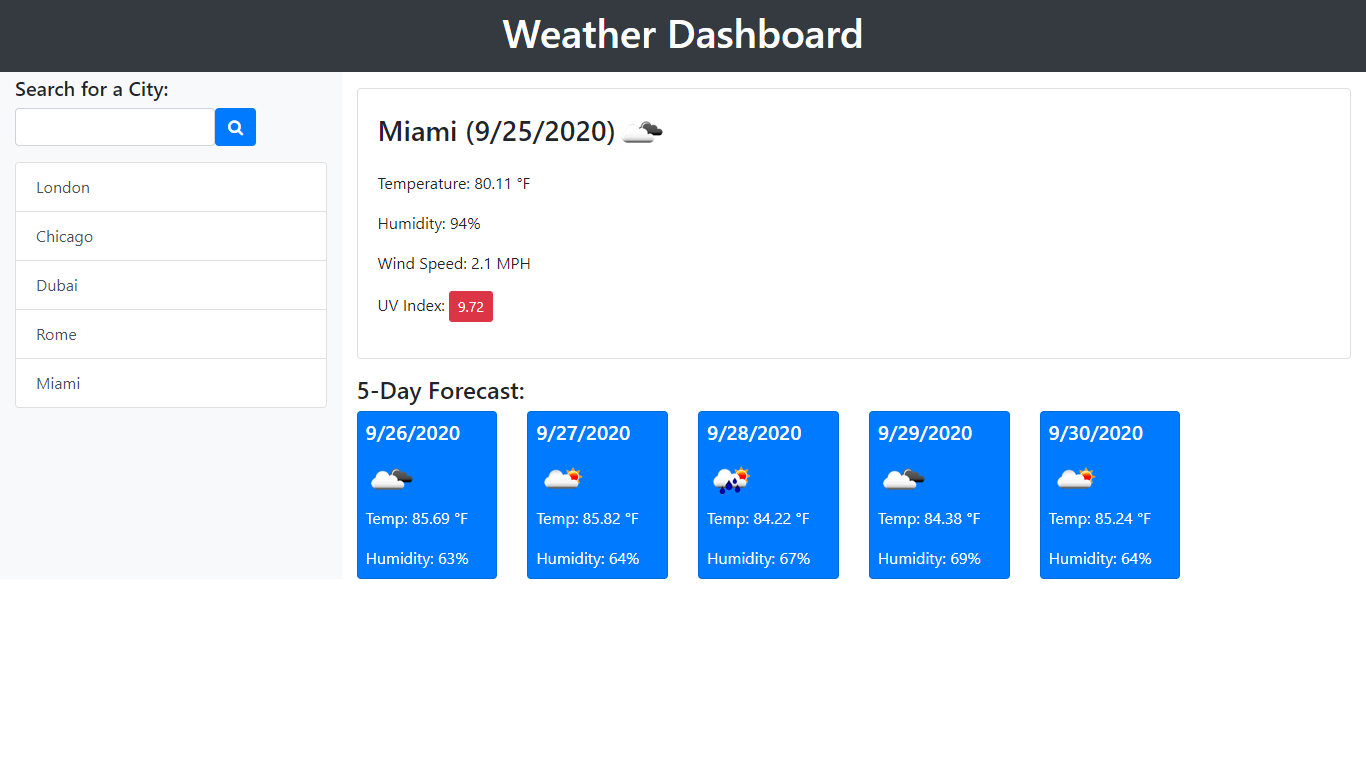 Weather Dashboard
Search for a City:
London
Chicago
Dubai
Rome
Miami
Miami (9/25/2020)
Temperature: 80.11 °F
Humidity: 94%
Wind Speed: 2.1 MPH
UV Index: 9.72
5-Day Forecast:
9/26/2020
Temp: 85.69 °F
Humidity: 63%
9/27/2020
Temp: 85.82 °F
Humidity: 64%
9/28/2020
Temp: 84.22 °F
Humidity: 67%
9/29/2020
Temp: 84.38 °F
Humidity: 69%
9/30/2020
Temp: 85.24 °F
Humidity: 64%